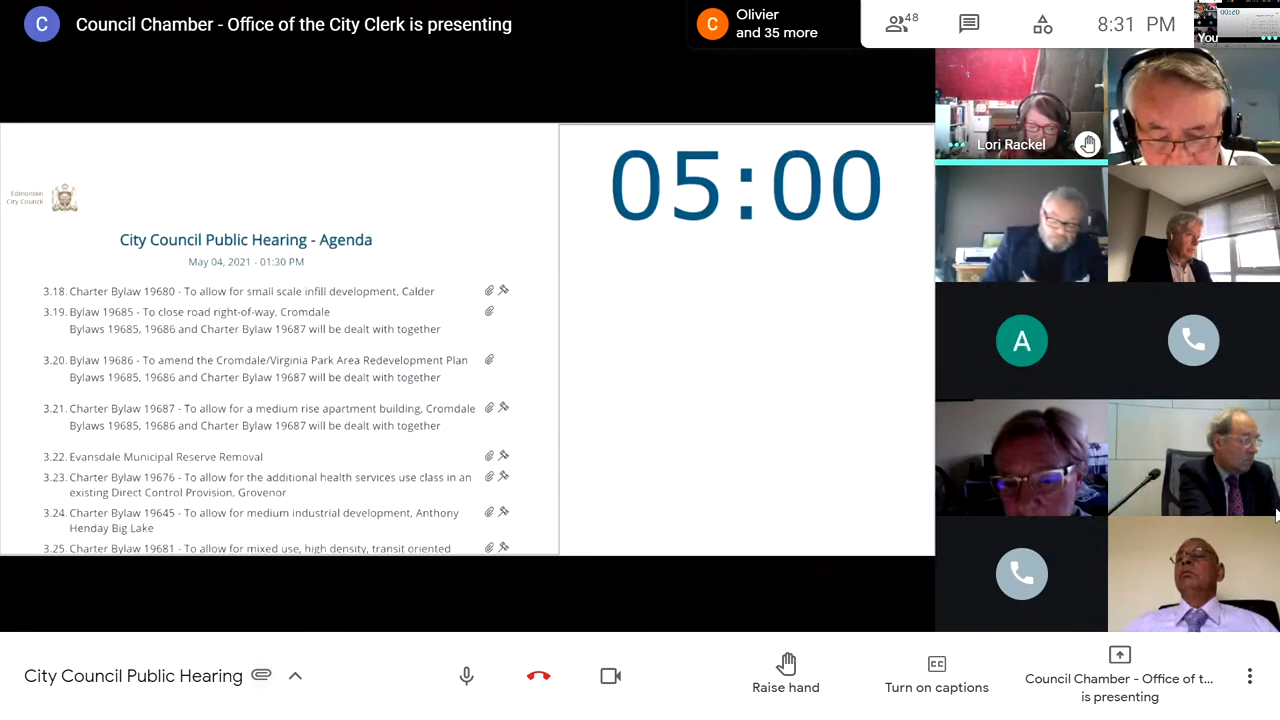 C
Council Chamber - Office of the City Clerk is presenting
C
Olivier
and 35 more
48
8:31 PM
00:20
You
Lori Rackel
Edmonton
City Council
05:00
City Council Public Hearing - Agenda
May 04, 2021 - 01:30 PM
3.18. Charter Bylaw 19680 - To allow for small scale infill development, Calder
3.19. Bylaw 19685 - To close road right-of-way, Cromdale
Bylaws 19685, 19686 and Charter Bylaw 19687 will be dealt with together
3.20. Bylaw 19686 - To amend the Cromdale/Virginia Park Area Redevelopment Plan
Bylaws 19685, 19686 and Charter Bylaw 19687 will be dealt with together
3.21. Charter Bylaw 19687 - To allow for a medium rise apartment building, Cromdale
Bylaws 19685, 19686 and Charter Bylaw 19687 will be dealt with together
3.22. Evansdale Municipal Reserve Removal
3.23. Charter Bylaw 19676 - To allow for the additional health services use class in an
existing Direct Control Provision, Grovenor
3.24. Charter Bylaw 19645 - To allow for medium industrial development, Anthony
Henday Big Lake
3.25. Charter Bylaw 19681 - To allow for mixed use, high density, transit oriented
A
City Council Public Hearing
Raise hand
CC
Turn on captions
Council Chamber - Office of t...
is presenting